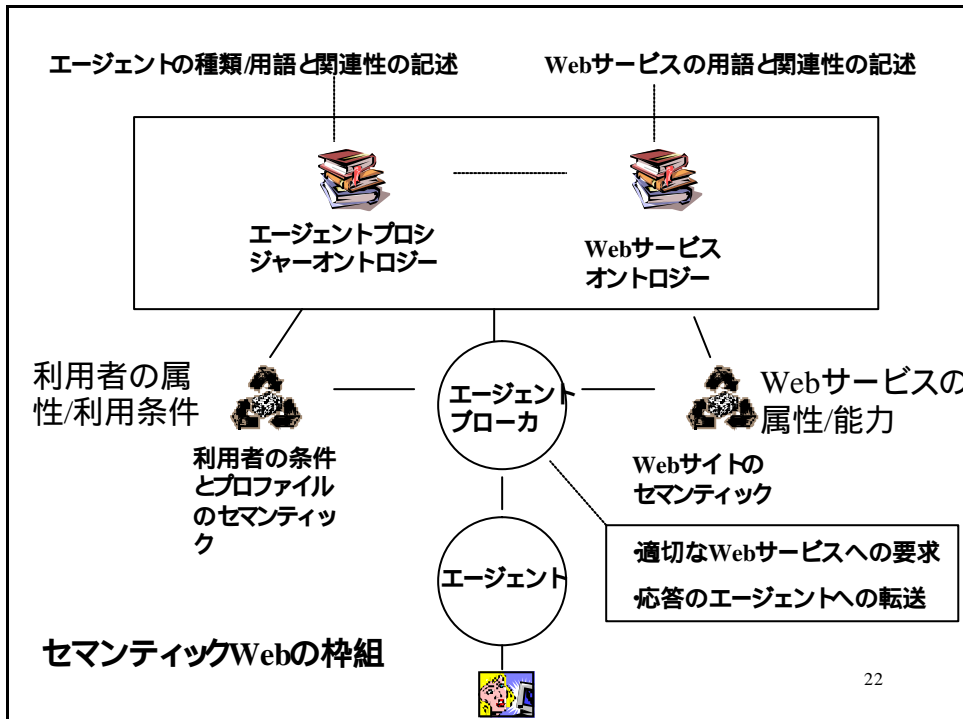 エージェントの種類/用語と関連性の記述
Webサービスの用語と関連性の記述
エージェントプロシ
ジャーオントロジー
Webサービス
オントロジー
利用者の属
性/利用条件
エージェント
ブローカ
Webサービスの
属性/能力
利用者の条件
とプロファイル
のセマンティッ
ク
Webサイトの
セマンティック
エージェント
・適切なWebサービスへの要求
・応答のエージェントへの転送
セマンティックWebの枠組
22